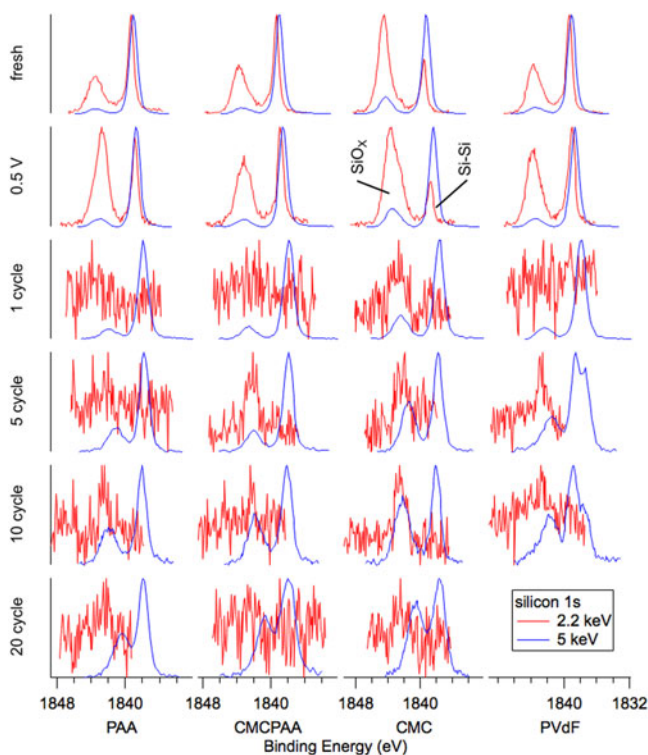 fresh
0.5 V
SiOX
Si-Si
1 cycle
5 cycle
10 cycle
20 cycle
silicon 1s
2.2 keV
5 keV
1848 1840 1848 1840 1848 1840 1840 1832
PAA CMCPAA CMC PVdF
Binding Energy (eV)